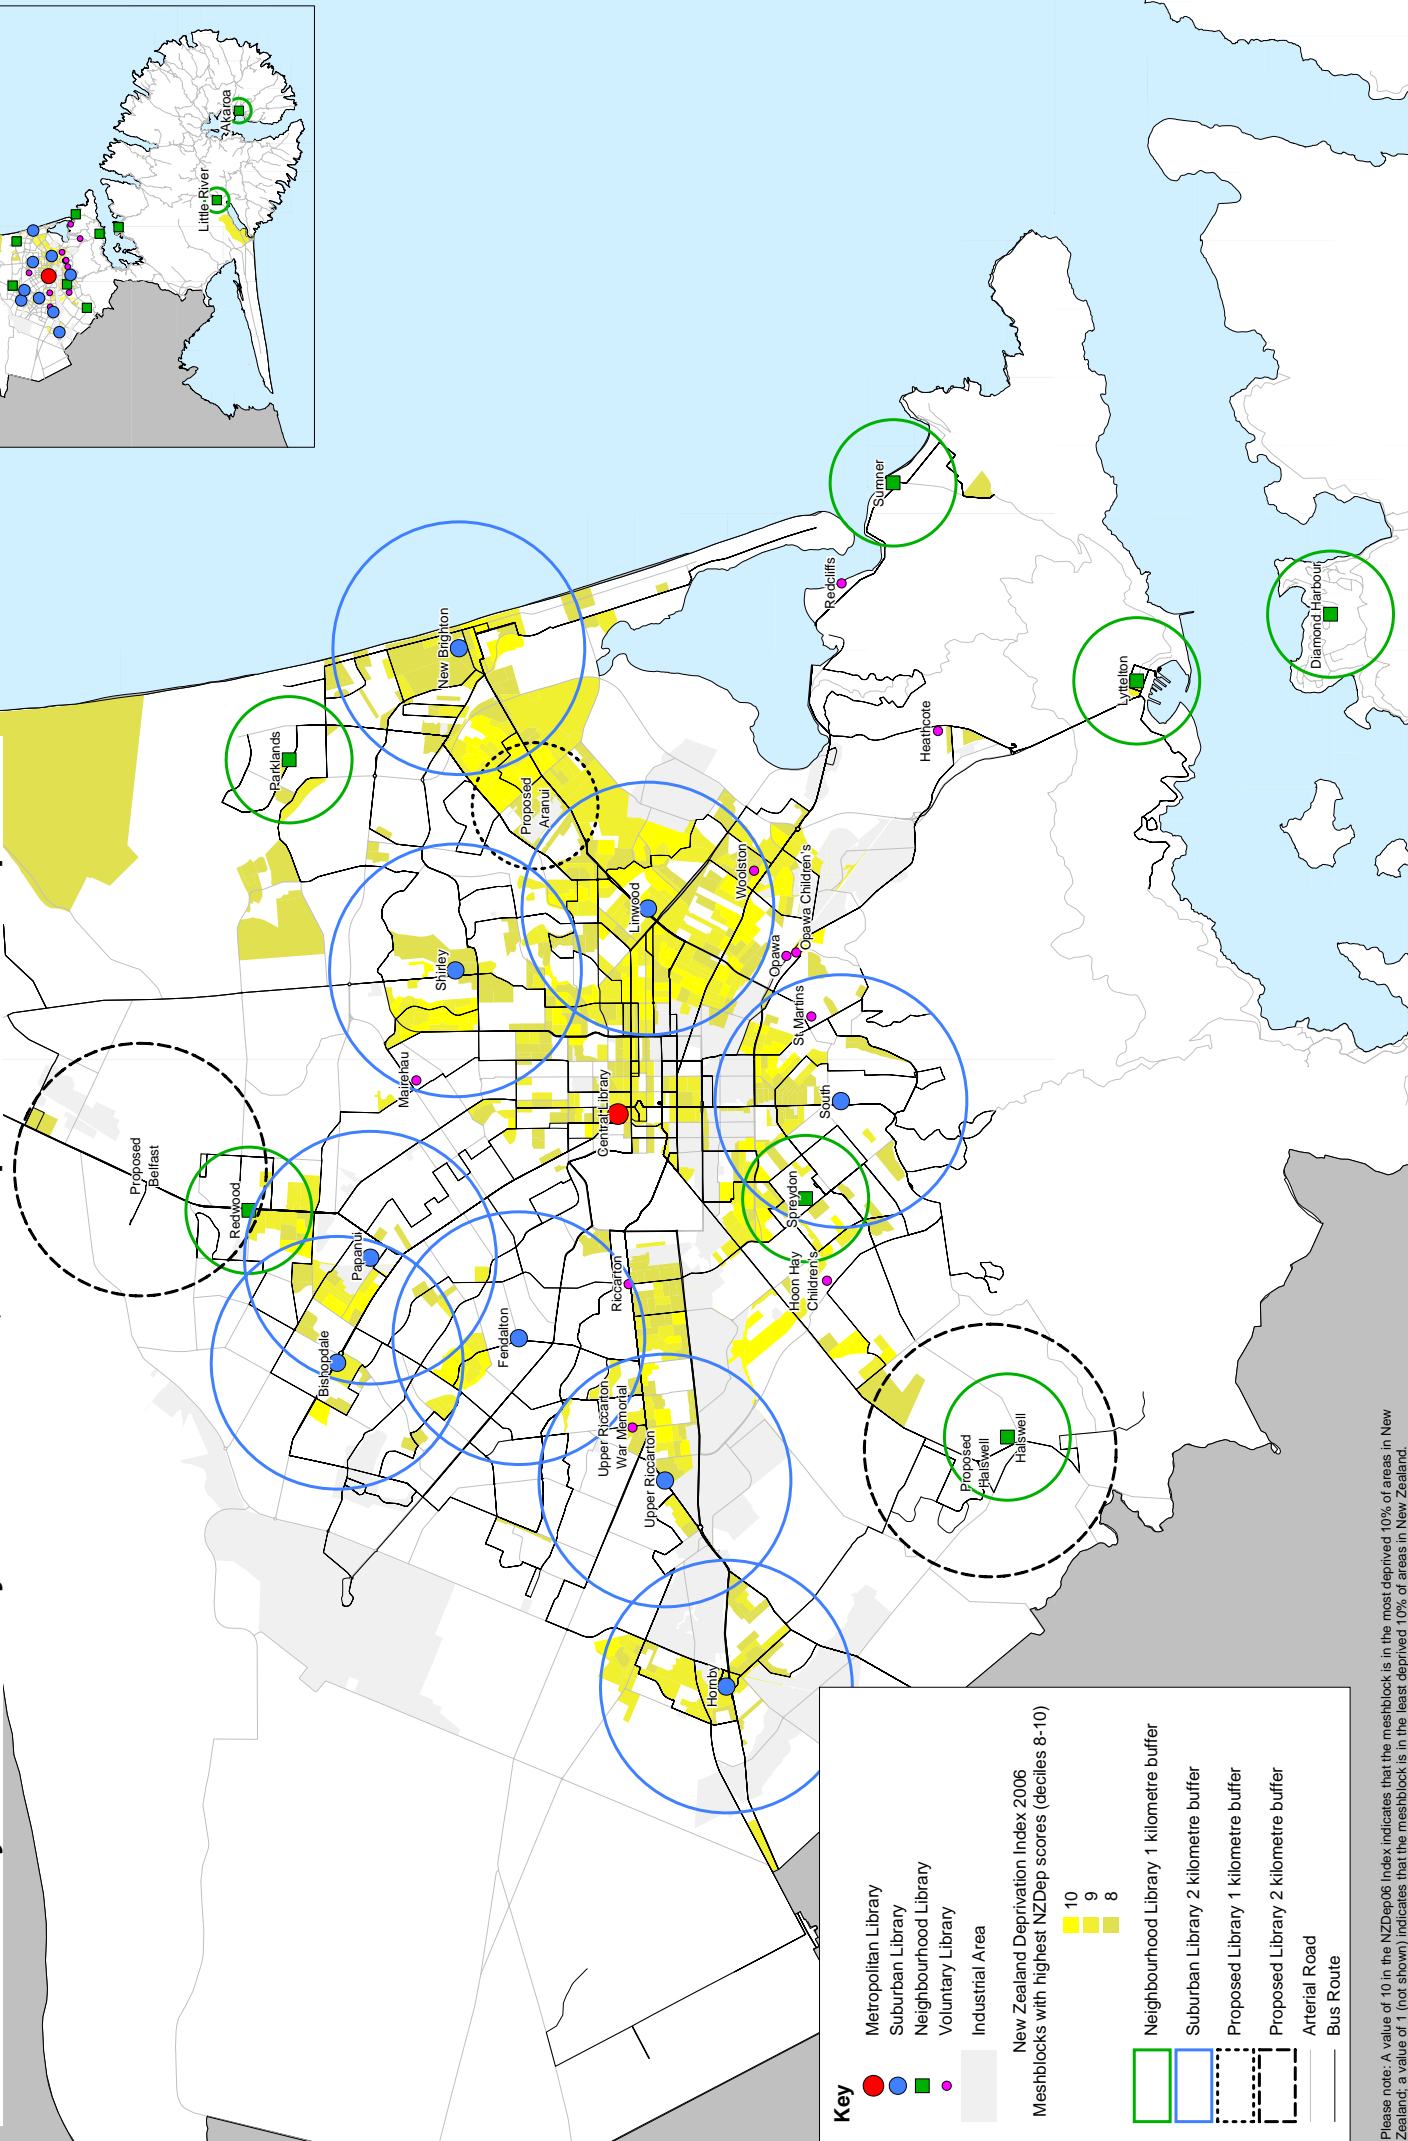 Little River
Akaroa
Sumner
Redcliffs
Diamond Harbour
Lyttelton
New Brighton
Parklands
Heathcote
Proposed
Aranui
Woolston
Opawa Children's
Linwood
Opawa
Shirley
St Martins
Mairehau
South
Central Library
Proposed
Belfast
Redwood
Spreydon
Papanui
Riccarton
Hoon Hay
Children's
Fendalton
Bishopdale
Upper Riccarton
War Memorial
Upper Riccarton
Halswell
Proposed
Halswell
Hornby
Key
Metropolitan Library
Suburban Library
Neighbourhood Library
Voluntary Library
Industrial Area
New Zealand Deprivation Index 2006
Meshblocks with highest NZDep scores (deciles 8-10)
10
9
8
Neighbourhood Library 1 kilometre buffer
Suburban Library 2 kilometre buffer
Proposed Library 1 kilometre buffer
Proposed Library 2 kilometre buffer
Arterial Road
Bus Route
Please note: A value of 10 in the NZDep06 Index indicates that the meshblock is in the most deprived 10% of areas in New
Zealand; a value of 1 (not shown) indicates that the meshblock is in the least deprived 10% of areas in New Zealand.